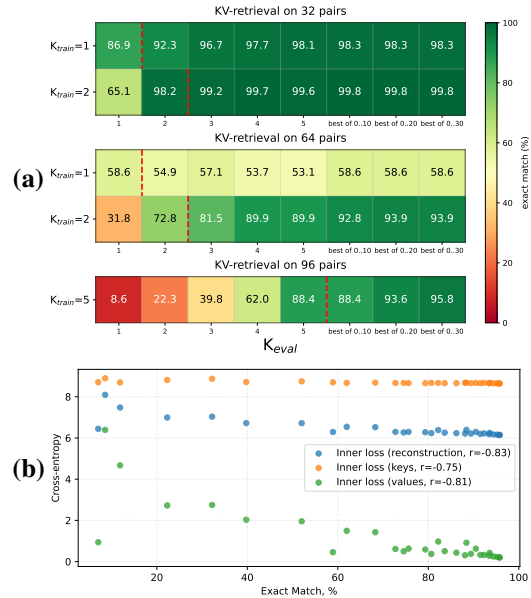 KV-retrieval on 32 pairs
K_train=1 86.9 92.3 96.7 97.7 98.1 98.3 98.3 98.3
K_train=2 65.1 98.2 99.2 99.7 99.6 99.8 99.8 99.8
1 2 3 4 5 best of 0..10 best of 0..20 best of 0..30
KV-retrieval on 64 pairs
(a)
K_train=1 58.6 54.9 57.1 53.7 53.1 58.6 58.6 58.6
K_train=2 31.8 72.8 81.5 89.9 89.9 92.8 93.9 93.9
1 2 3 4 5 best of 0..10 best of 0..20 best of 0..30
KV-retrieval on 96 pairs
K_train=5 8.6 22.3 39.8 62.0 88.4 88.4 93.6 95.8
1 2 3 4 5 best of 0..10 best of 0..20 best of 0..30
K_eval
100
80
60
40
20
0
exact match (%)
(b)
Cross-entropy
8
6
4
2
0
Inner loss (reconstruction, r=-0.83)
Inner loss (keys, r=-0.75)
Inner loss (values, r=-0.81)
20 40 60 80 100
Exact Match, %